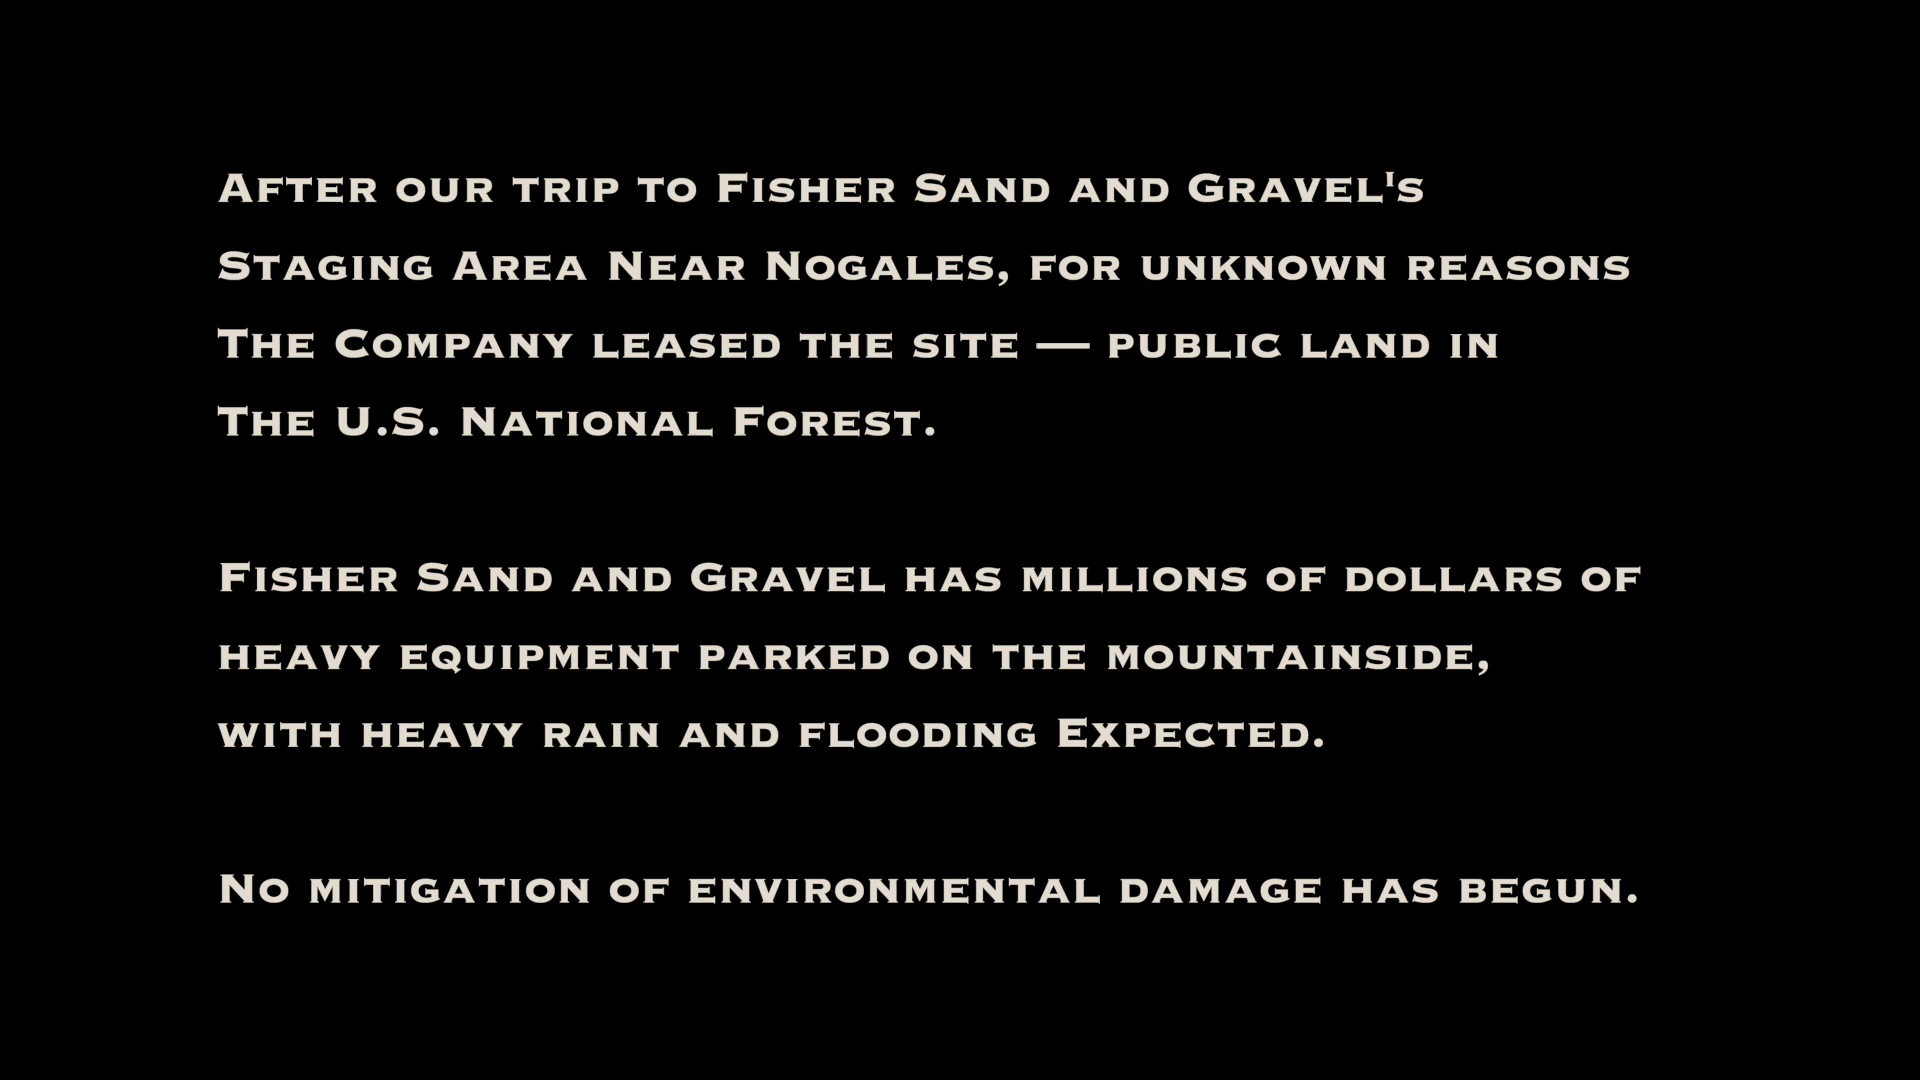 After our trip to Fisher Sand and Gravel's
Staging Area Near Nogales, for unknown reasons
The Company leased the site — public land in
The U.S. National Forest.
Fisher Sand and Gravel has millions of dollars of
heavy equipment parked on the mountainside,
with heavy rain and flooding Expected.
No mitigation of environmental damage has begun.